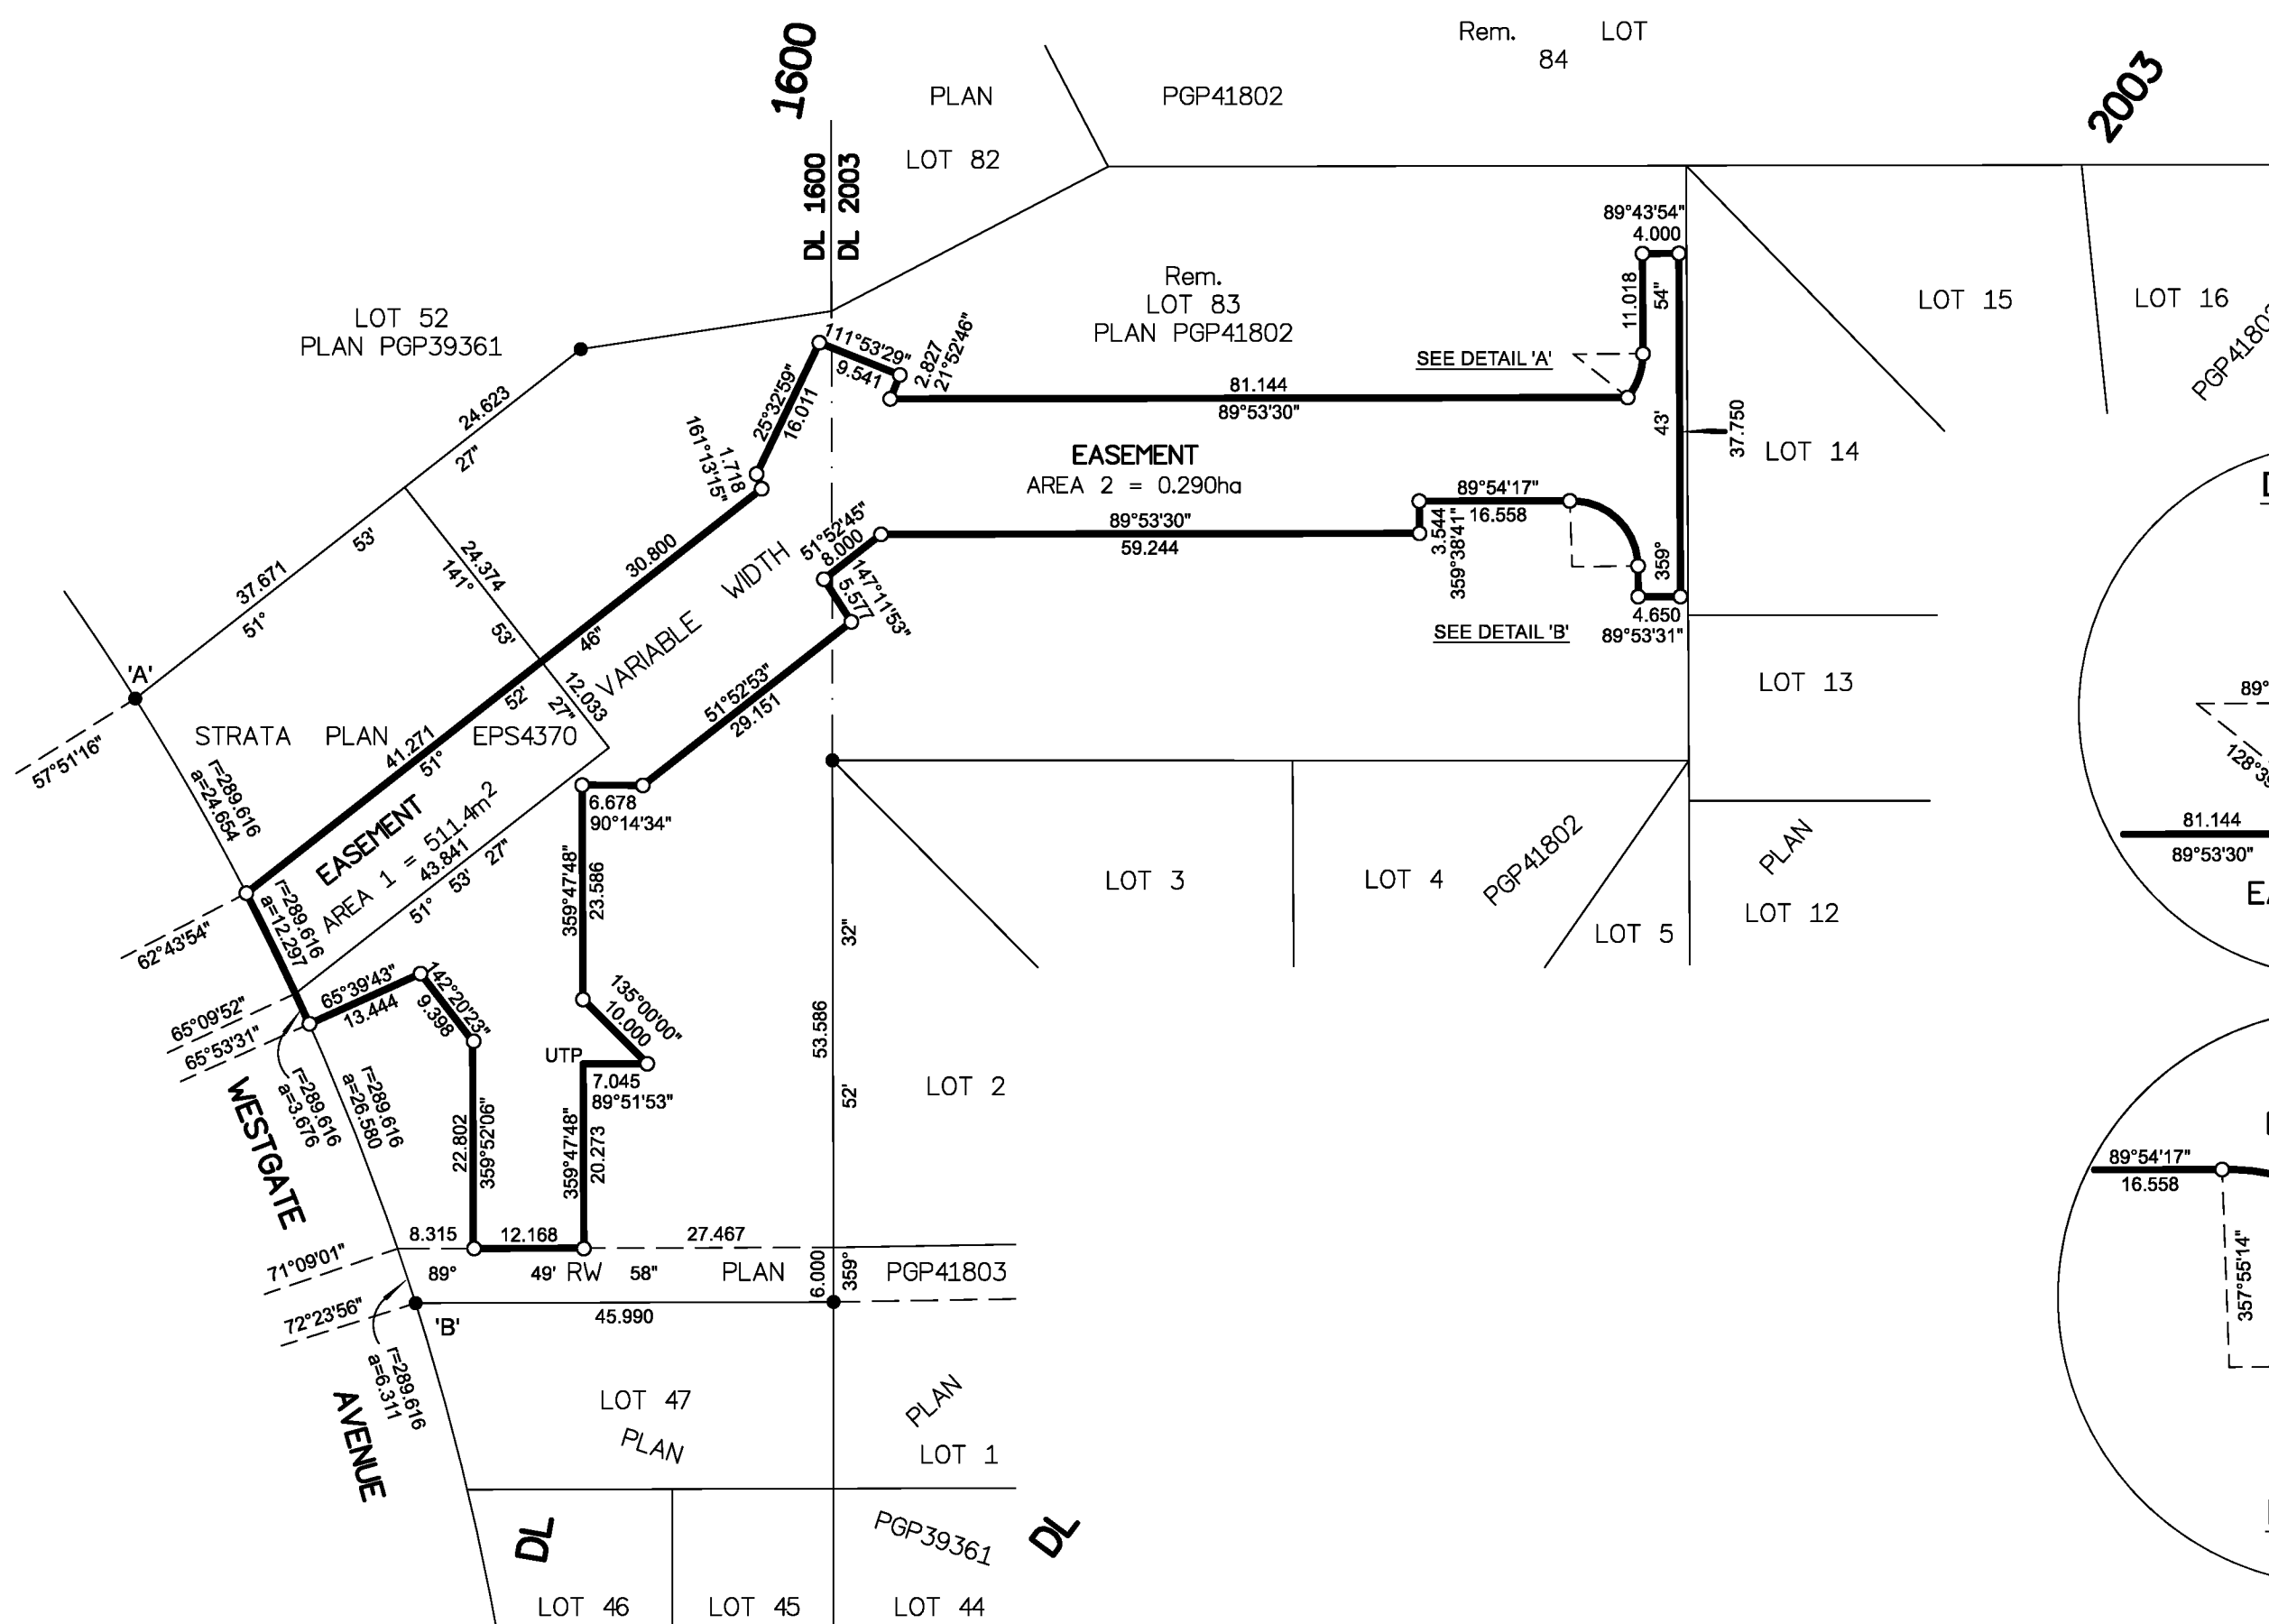 Rem. LOT
84
1600
2003
PLAN PGP41802
LOT 82
DL 1600
DL 2003
89°43'54"
4.000
11.018
54"
LOT 15
LOT 16
Rem.
LOT 83
PLAN PGP41802
LOT 52
PLAN PGP39361
111°53'29"
9.541
2.827
21°52'46"
25°32'59"
16.011
SEE DETAIL 'A'
81.144
89°53'30"
24.623
27"
161°13'15"
1.718
EASEMENT
AREA 2 = 0.290ha
43'
37.750
LOT 14
89°54'17"
16.558
3.544
359°38'41"
359°
89°53'30"
59.244
51°52'45"
8.000
147°11'53"
5.577
53'
24.374
141°
53'
30.800
46"
VARIABLE WIDTH
37.671
51°
4.650
89°53'31"
SEE DETAIL 'B'
LOT 13
'A'
57°51'16"
STRATA PLAN EPS4370
52'
12.033
27"
41.271
51°
51°52'53"
29.151
r=289.616
a=24.654
6.678
90°14'34"
EASEMENT
AREA 1 = 511.4m2
43.841
51° 53' 27"
359°47'48"
23.586
LOT 3
LOT 4
PGP41802
LOT 5
PLAN
LOT 12
62°43'54"
r=289.616
a=12.297
32"
65°39'43"
13.444
142°20'23"
9.398
135°00'00"
10.000
53.586
65°09'52"
65°53'31"
UTP
7.045
89°51'53"
LOT 2
52'
WESTGATE
r=289.616
a=3.676
r=289.616
a=26.580
22.802
359°52'06"
359°47'48"
20.273
8.315
12.168
27.467
71°09'01"
89° 49' 58"
RW PLAN PGP41803
6.000
359°
72°23'56"
'B'
45.990
r=289.616
a=6.311
AVENUE
LOT 47
PLAN
PLAN
LOT 1
DL
PGP39361
DL
LOT 46
LOT 45
LOT 44
81.144
89°53'30"
89°54'17"
16.558
357°55'14"